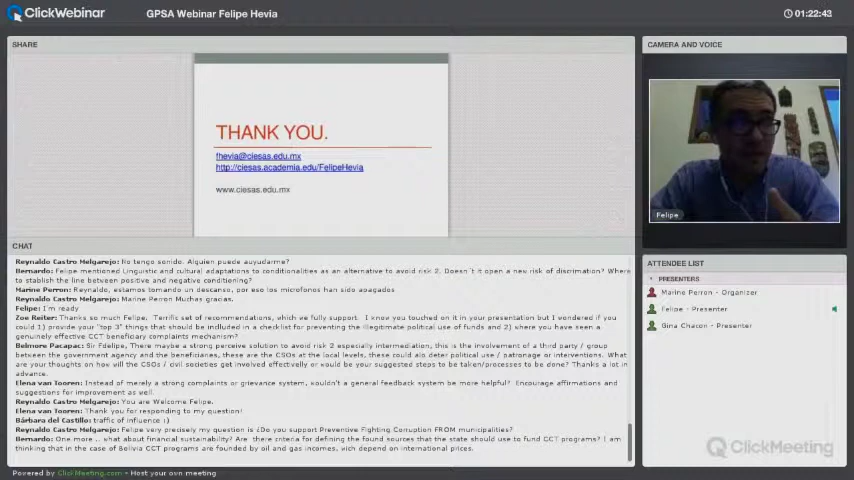 ClickWebinar
GPSA Webinar Felipe Hevia
01:22:43
SHARE
CAMERA AND VOICE
THANK YOU.
fhevia@ciesas.edu.mx
http://ciesas.academia.edu/FelipeHevia
www.ciesas.edu.mx
Felipe
CHAT
Reynaldo Castro Melgarejo: No tengo sonido. Alguien puede auyudarme?
Bernardo: Felipe mentioned Linguistic and cultural adaptations to conditionalities as an alternative to avoid risk 2. Doesn´t it open a new risk of discrimation? Where
to stablish the line between positive and negative conditioning?
Marine Perron: Reynaldo, estamos tomando un descanso, por eso los microfonos han sido apagados
Reynaldo Castro Melgarejo: Marine Perron Muchas gracias.
Felipe: I'm ready
Zoe Reiter: Thanks so much Felipe. Terrific set of recommendations, which we fully support. I know you touched on it in your presentation but I wondered if you
could 1) provide your "top 3" things that should be included in a checklist for preventing the illegitimate political use of funds and 2) where you have seen a
genuinely effective CCT beneficiary complaints mechanism?
Belmore Pacapac: Sir Fdelipe, There maybe a strong perceive solution to avoid risk 2 especially intermediation, this is the involvement of a third party / group
between the government agency and the beneficiaries, these are the CSOs at the local levels, these could alo deter political use / patronage or interventions. What
are your thoughts on how will the CSOs / civil societies get involved effectively or would be your suggested steps to be taken/processes to be done? Thanks a lot in
advance.
Elena van Tooren: Instead of merely a strong complaints or grievance system, wouldn't a general feedback system be more helpful? Encourage affirmations and
suggestions for improvement as well.
Reynaldo Castro Melgarejo: You are Welcome Felipe.
Elena van Tooren: Thank you for responding to my question!
Bárbara del Castillo: traffic of influence :)
Reynaldo Castro Melgarejo: Felipe very precisely my question is ¿Do you support Preventive Fighting Corruption FROM municipalities?
Bernardo: One more .. what about financial sustainability? Are there criteria for defining the found sources that the state should use to fund CCT programs? I am
thinking that in the case of Bolivia CCT programs are founded by oil and gas incomes, wich depend on international prices.
ATTENDEE LIST
PRESENTERS
Marine Perron - Organizer
Felipe - Presenter
Gina Chacon - Presenter
ClickMeeting
Powered by ClickMeeting.com • Host your own meeting